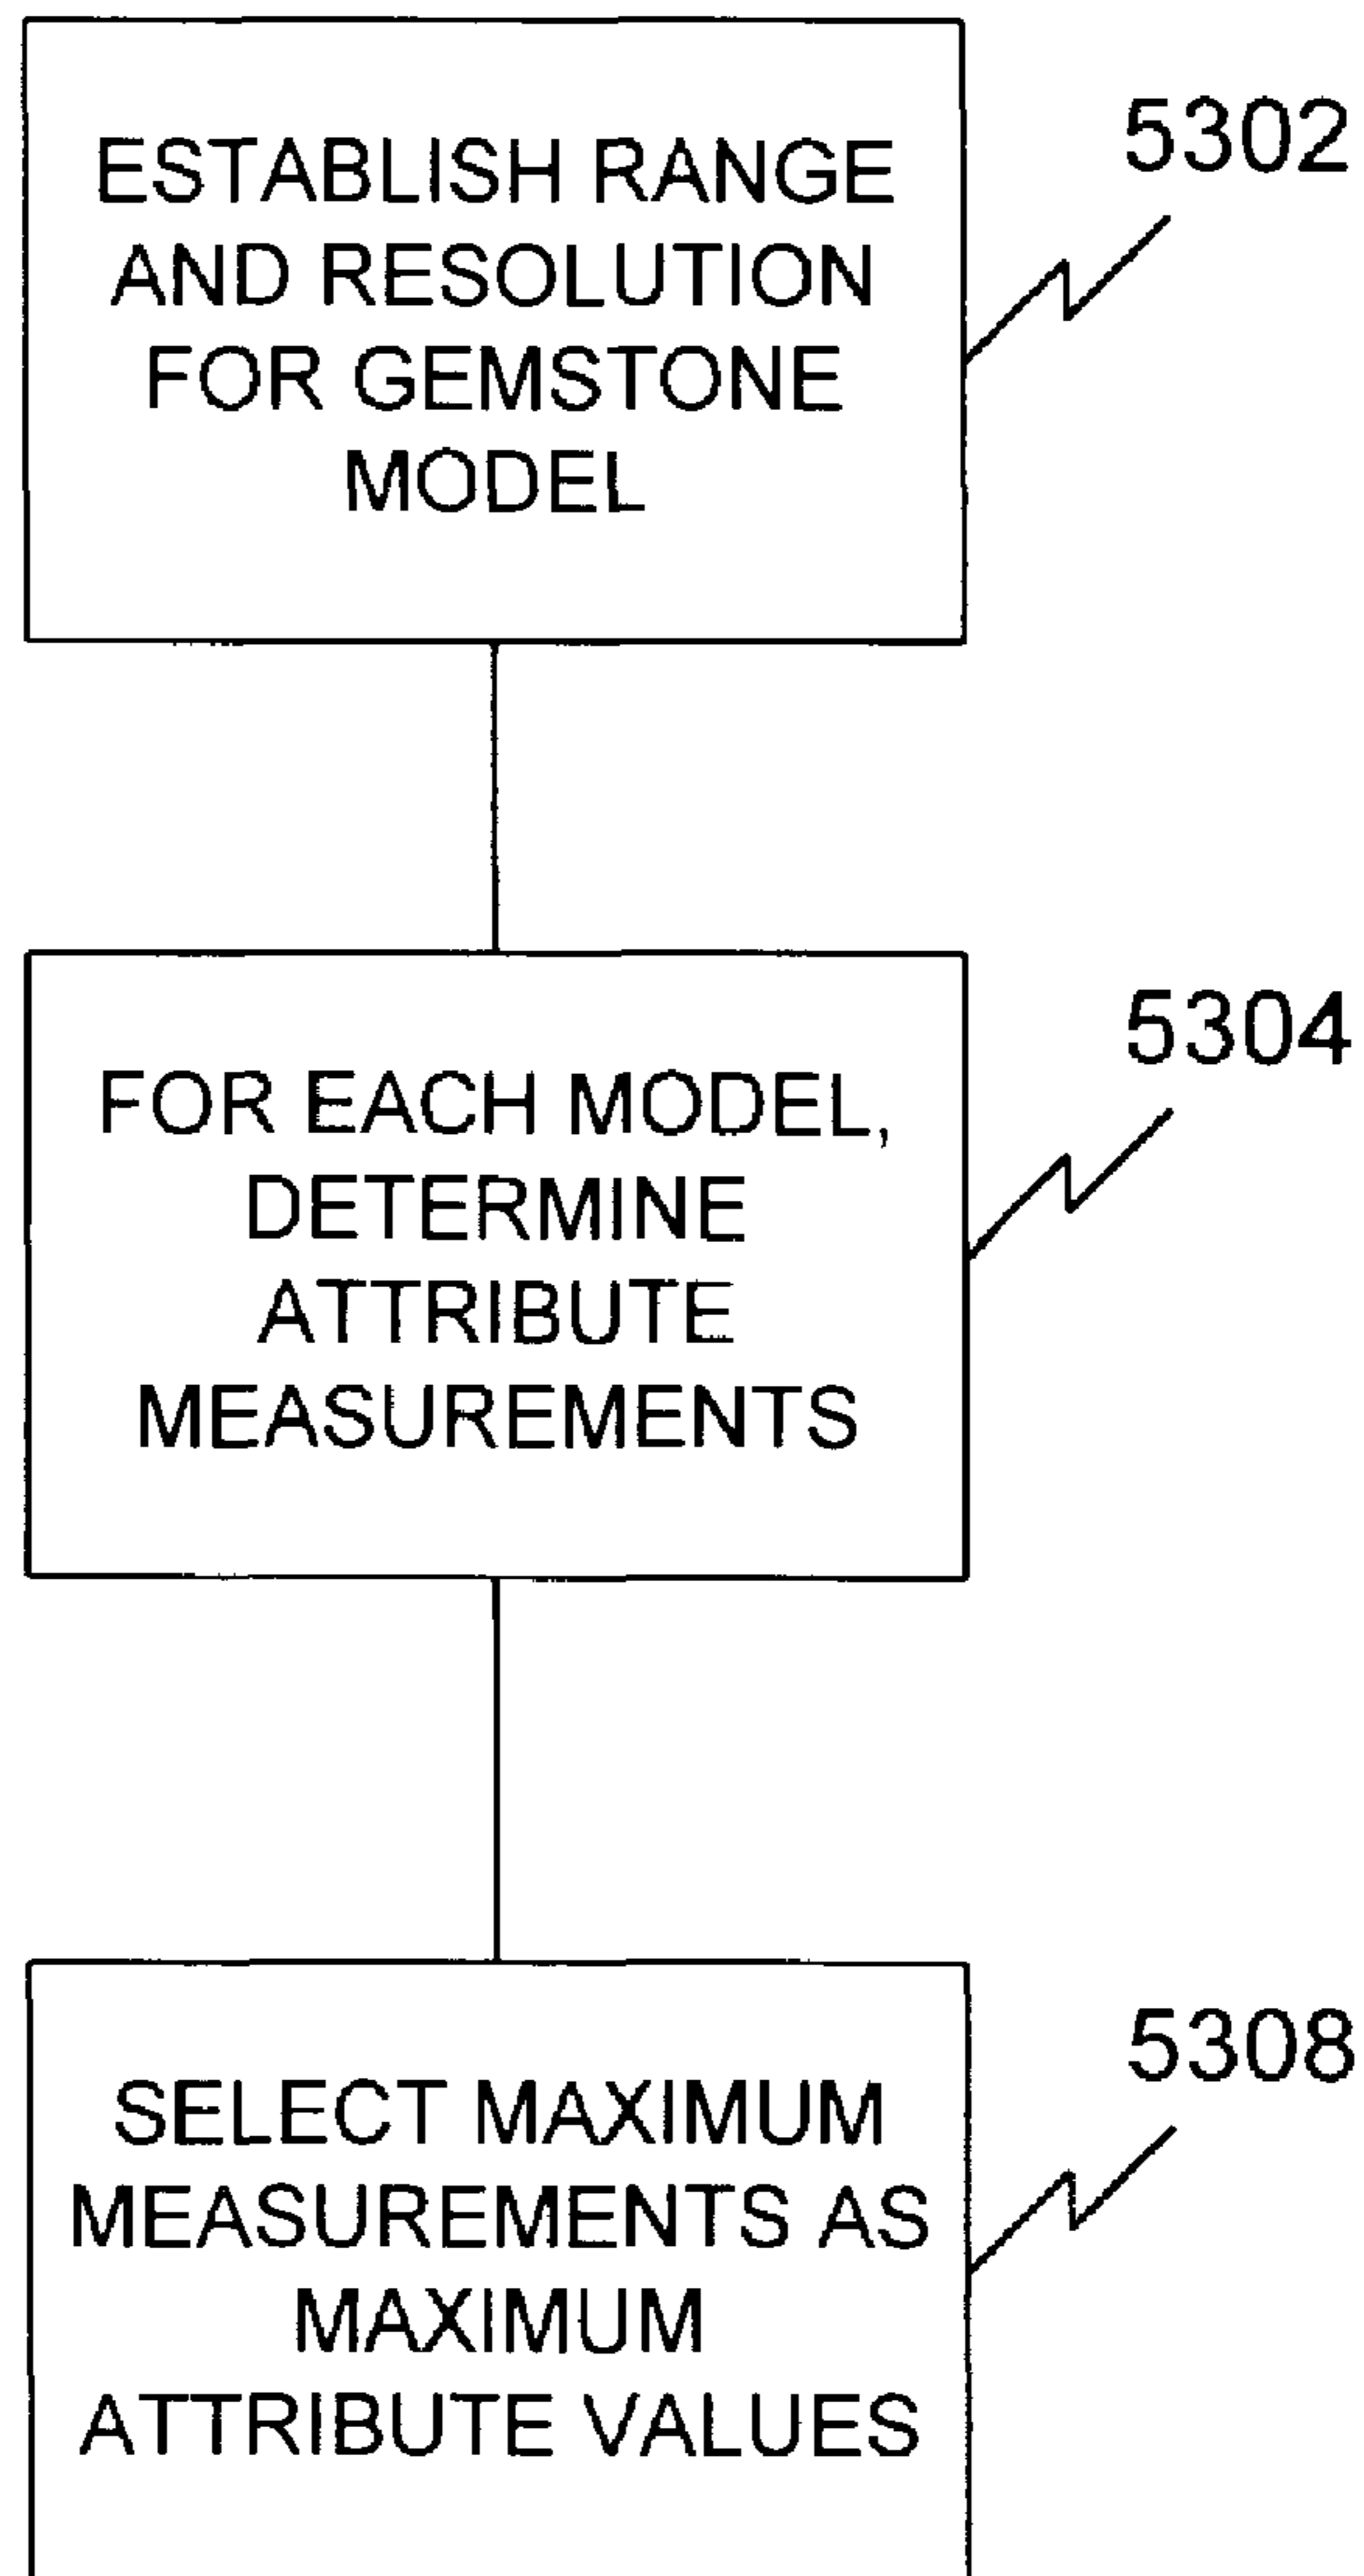 ESTABLISH RANGE
AND RESOLUTION
FOR GEMSTONE
MODEL
5302
FOR EACH MODEL,
DETERMINE
ATTRIBUTE
MEASUREMENTS
5304
SELECT MAXIMUM
MEASUREMENTS AS
MAXIMUM
ATTRIBUTE VALUES
5308